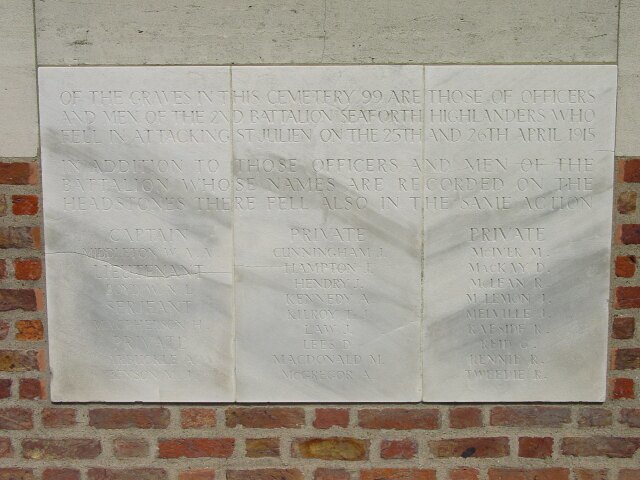 OF THE GRAVES IN THIS CEMETERY 99 ARE THOSE OF OFFICERS
AND MEN OF THE 2ND BATTALION SEAFORTH HIGHLANDERS WHO
FELL IN ATTACKING ST JULIEN ON THE 25TH AND 26TH APRIL 1915
IN ADDITION TO THOSE OFFICERS AND MEN OF THE
BATTALION WHOSE NAMES ARE RECORDED ON THE
HEADSTONES THERE FELL ALSO IN THE SAME ACTION
CAPTAIN
MIDDLETON W. A. A.
LIEUTENANT
SERJEANT
PRIVATE
PRIVATE
CUNNINGHAM J.
HAMPTON J.
HENDRY J.
KENNEDY A.
KILROY T. J.
LAW J.
LEES D.
MACDONALD M.
MCGREGOR A.
PRIVATE
McIVER M.
MACKAY D.
McLEAN R.
McLEMON J.
MELVILLE J.
RAESIDE R.
REID G.
RENNIE R.
TWEEDIE R.